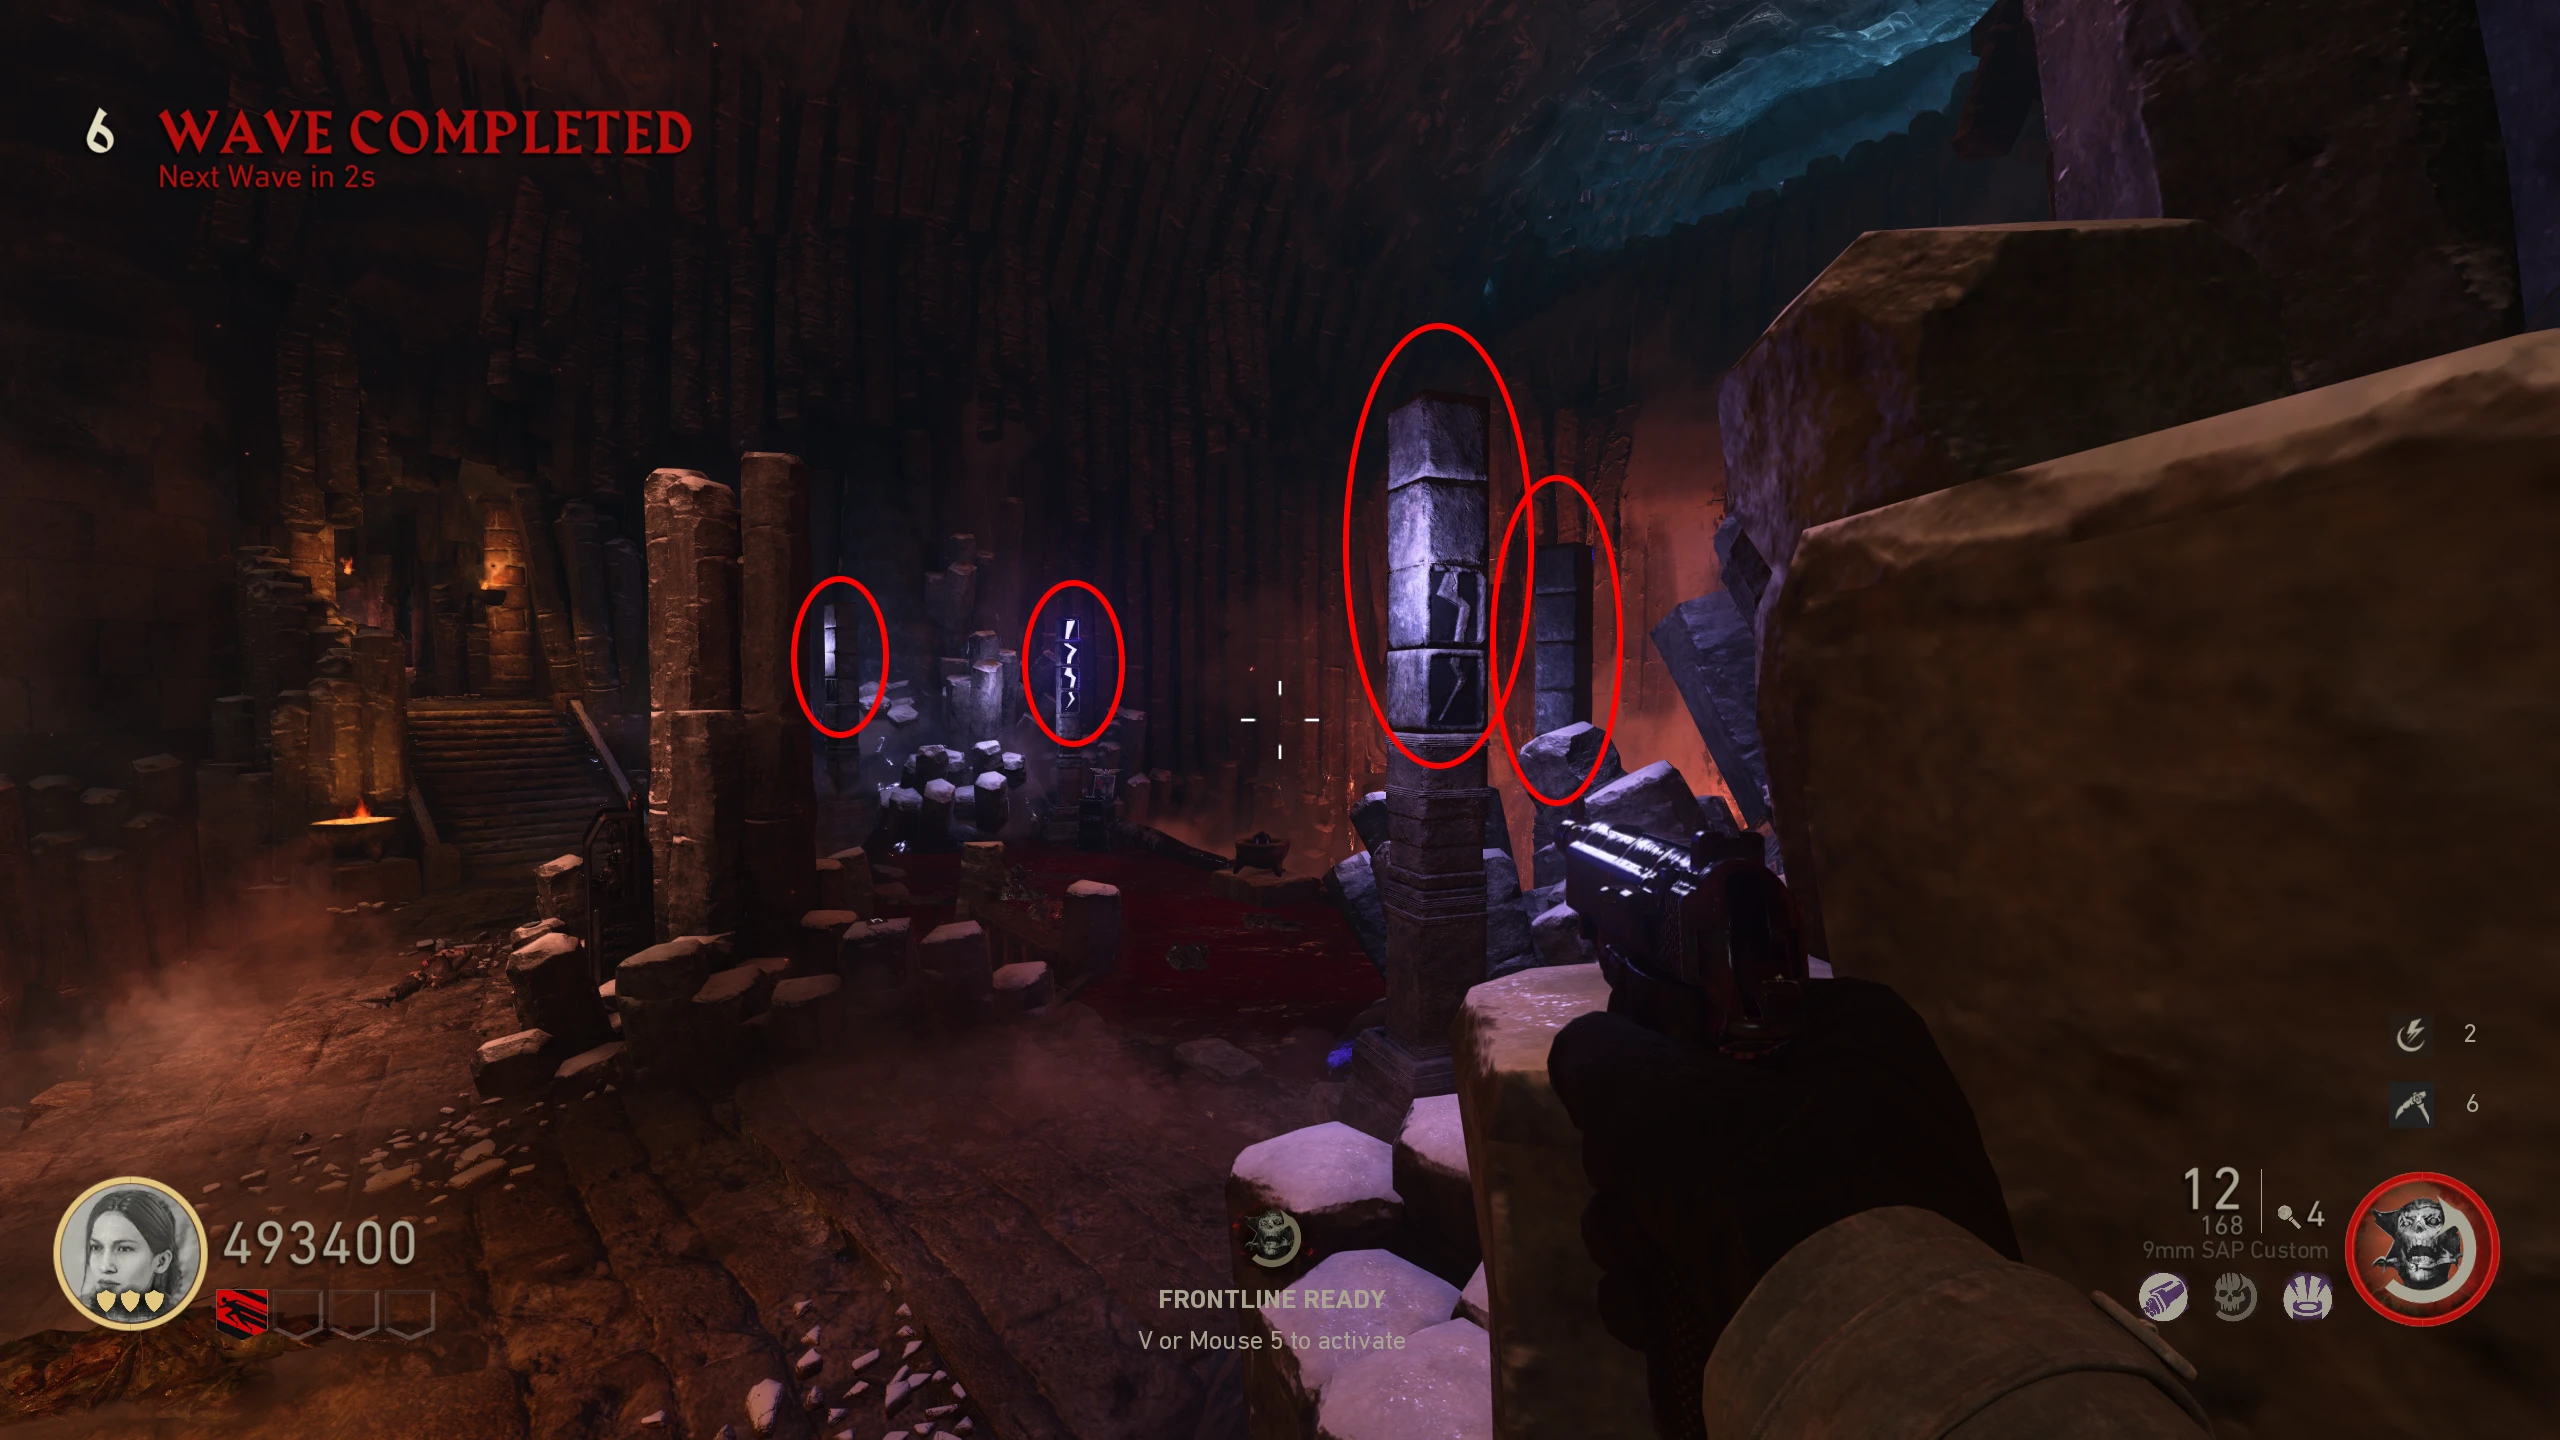 6 WAVE COMPLETED
Next Wave in 2s
2
6
493400
FRONTLINE READY
V or Mouse 5 to activate
12
168
4
9mm SAP Custom